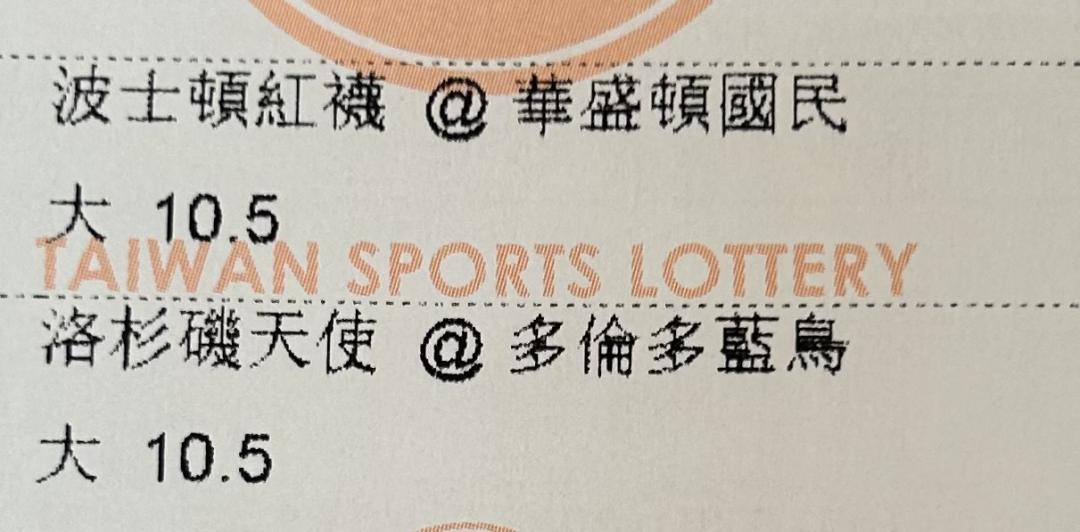 波士頓紅襪 @ 華盛頓國民
大 10.5
TAIWAN SPORTS LOTTERY
洛杉磯天使 @ 多倫多藍鳥
大 10.5